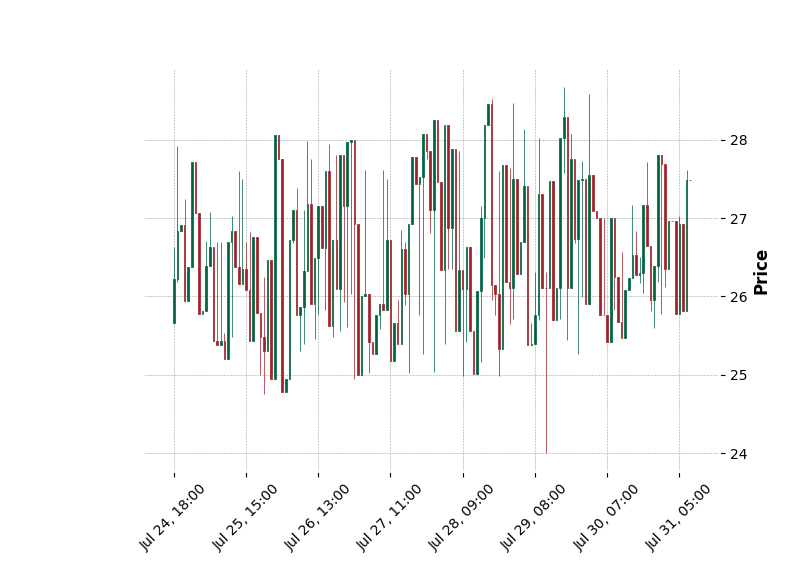 28
27
26
25
24
Price
Jul 24, 18:00
Jul 25, 15:00
Jul 26, 13:00
Jul 27, 11:00
Jul 28, 09:00
Jul 29, 08:00
Jul 30, 07:00
Jul 31, 05:00